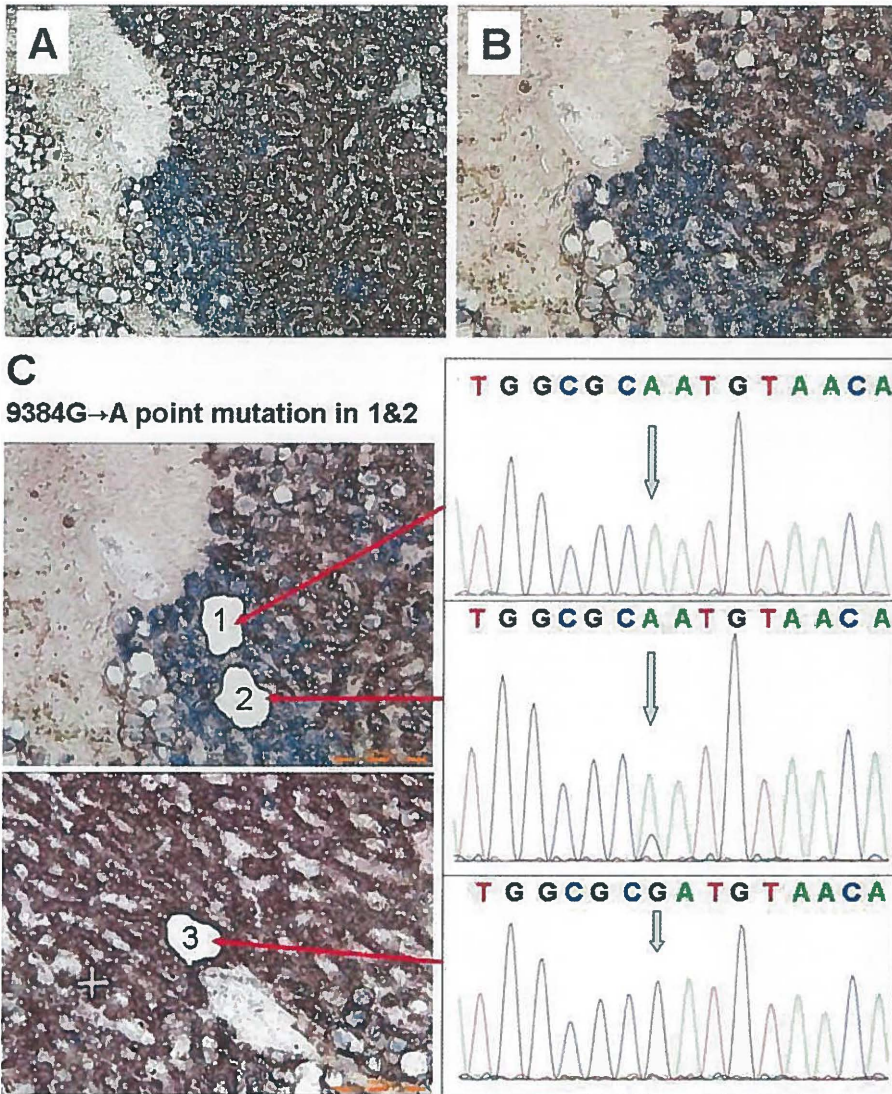 A
B
C
9384G→A point mutation in 1&2
T G G C G C A A T G T A A C A
1
T G G C G C A A T G T A A C A
2
T G G C G C G A T G T A A C A
3